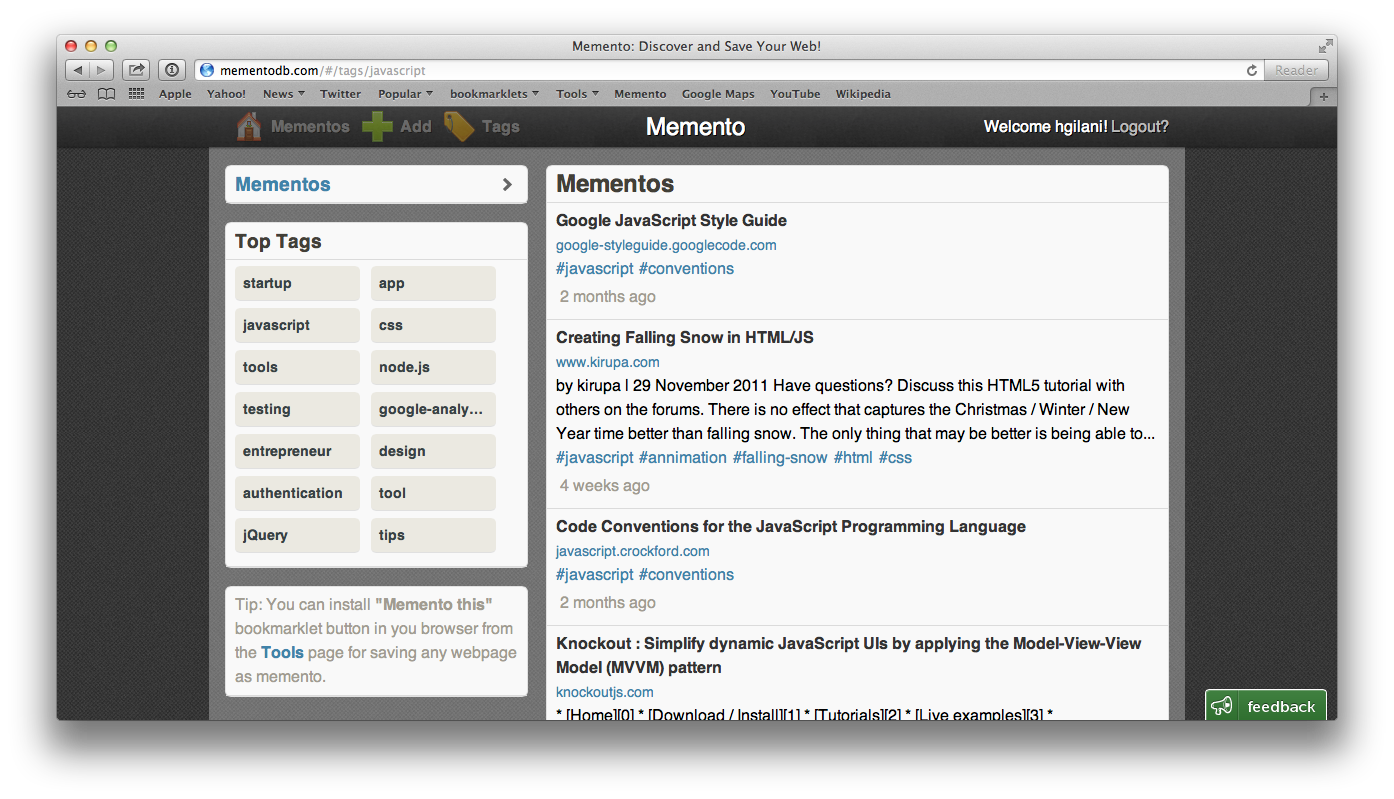 Memento: Discover and Save Your Web!
mementodb.com/#/tags/javascript
Reader
Apple Yahoo! News Twitter Popular bookmarklets Tools Memento Google Maps YouTube Wikipedia
Mementos Add Tags
Memento
Welcome hgilani! Logout?
Mementos
Top Tags
startup app
javascript css
tools node.js
testing google-analy...
entrepreneur design
authentication tool
jQuery tips
Tip: You can install "Memento this"
bookmarklet button in you browser from
the Tools page for saving any webpage
as memento.
Mementos
Google JavaScript Style Guide
google-styleguide.googlecode.com
#javascript #conventions
2 months ago
Creating Falling Snow in HTML/JS
www.kirupa.com
by kirupa | 29 November 2011 Have questions? Discuss this HTML5 tutorial with
others on the forums. There is no effect that captures the Christmas / Winter / New
Year time better than falling snow. The only thing that may be better is being able to...
#javascript #annimation #falling-snow #html #css
4 weeks ago
Code Conventions for the JavaScript Programming Language
javascript.crockford.com
#javascript #conventions
2 months ago
Knockout : Simplify dynamic JavaScript UIs by applying the Model-View-View
Model (MVVM) pattern
knockoutjs.com
* [Home][0] * [Download / Install][1] * [Tutorials][2] * [Live examples][3] *
feedback